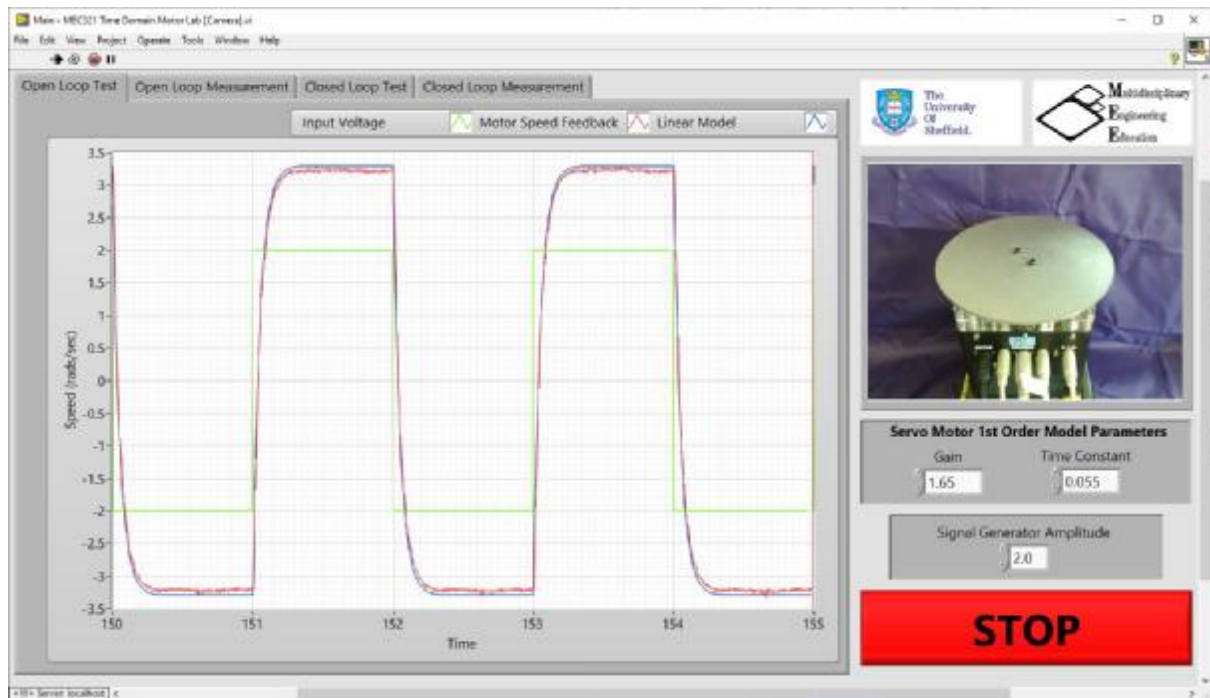 Main - MEC321 Time Domain Motor Lab [Camera].vi
File Edit View Project Operate Tools Window Help
Open Loop Test Open Loop Measurement Closed Loop Test Closed Loop Measurement
Input Voltage Motor Speed Feedback Linear Model
The
University
Of
Sheffield.
Multidisciplinary
Engineering
Education
3.5
3
2.5
2
1.5
1
0.5
0
-0.5
-1
-1.5
-2
-2.5
-3
-3.5
Speed (rads/sec)
150 151 152 153 154 155
Time
Servo Motor 1st Order Model Parameters
Gain Time Constant
1.65 0.055
Signal Generator Amplitude
2.0
STOP